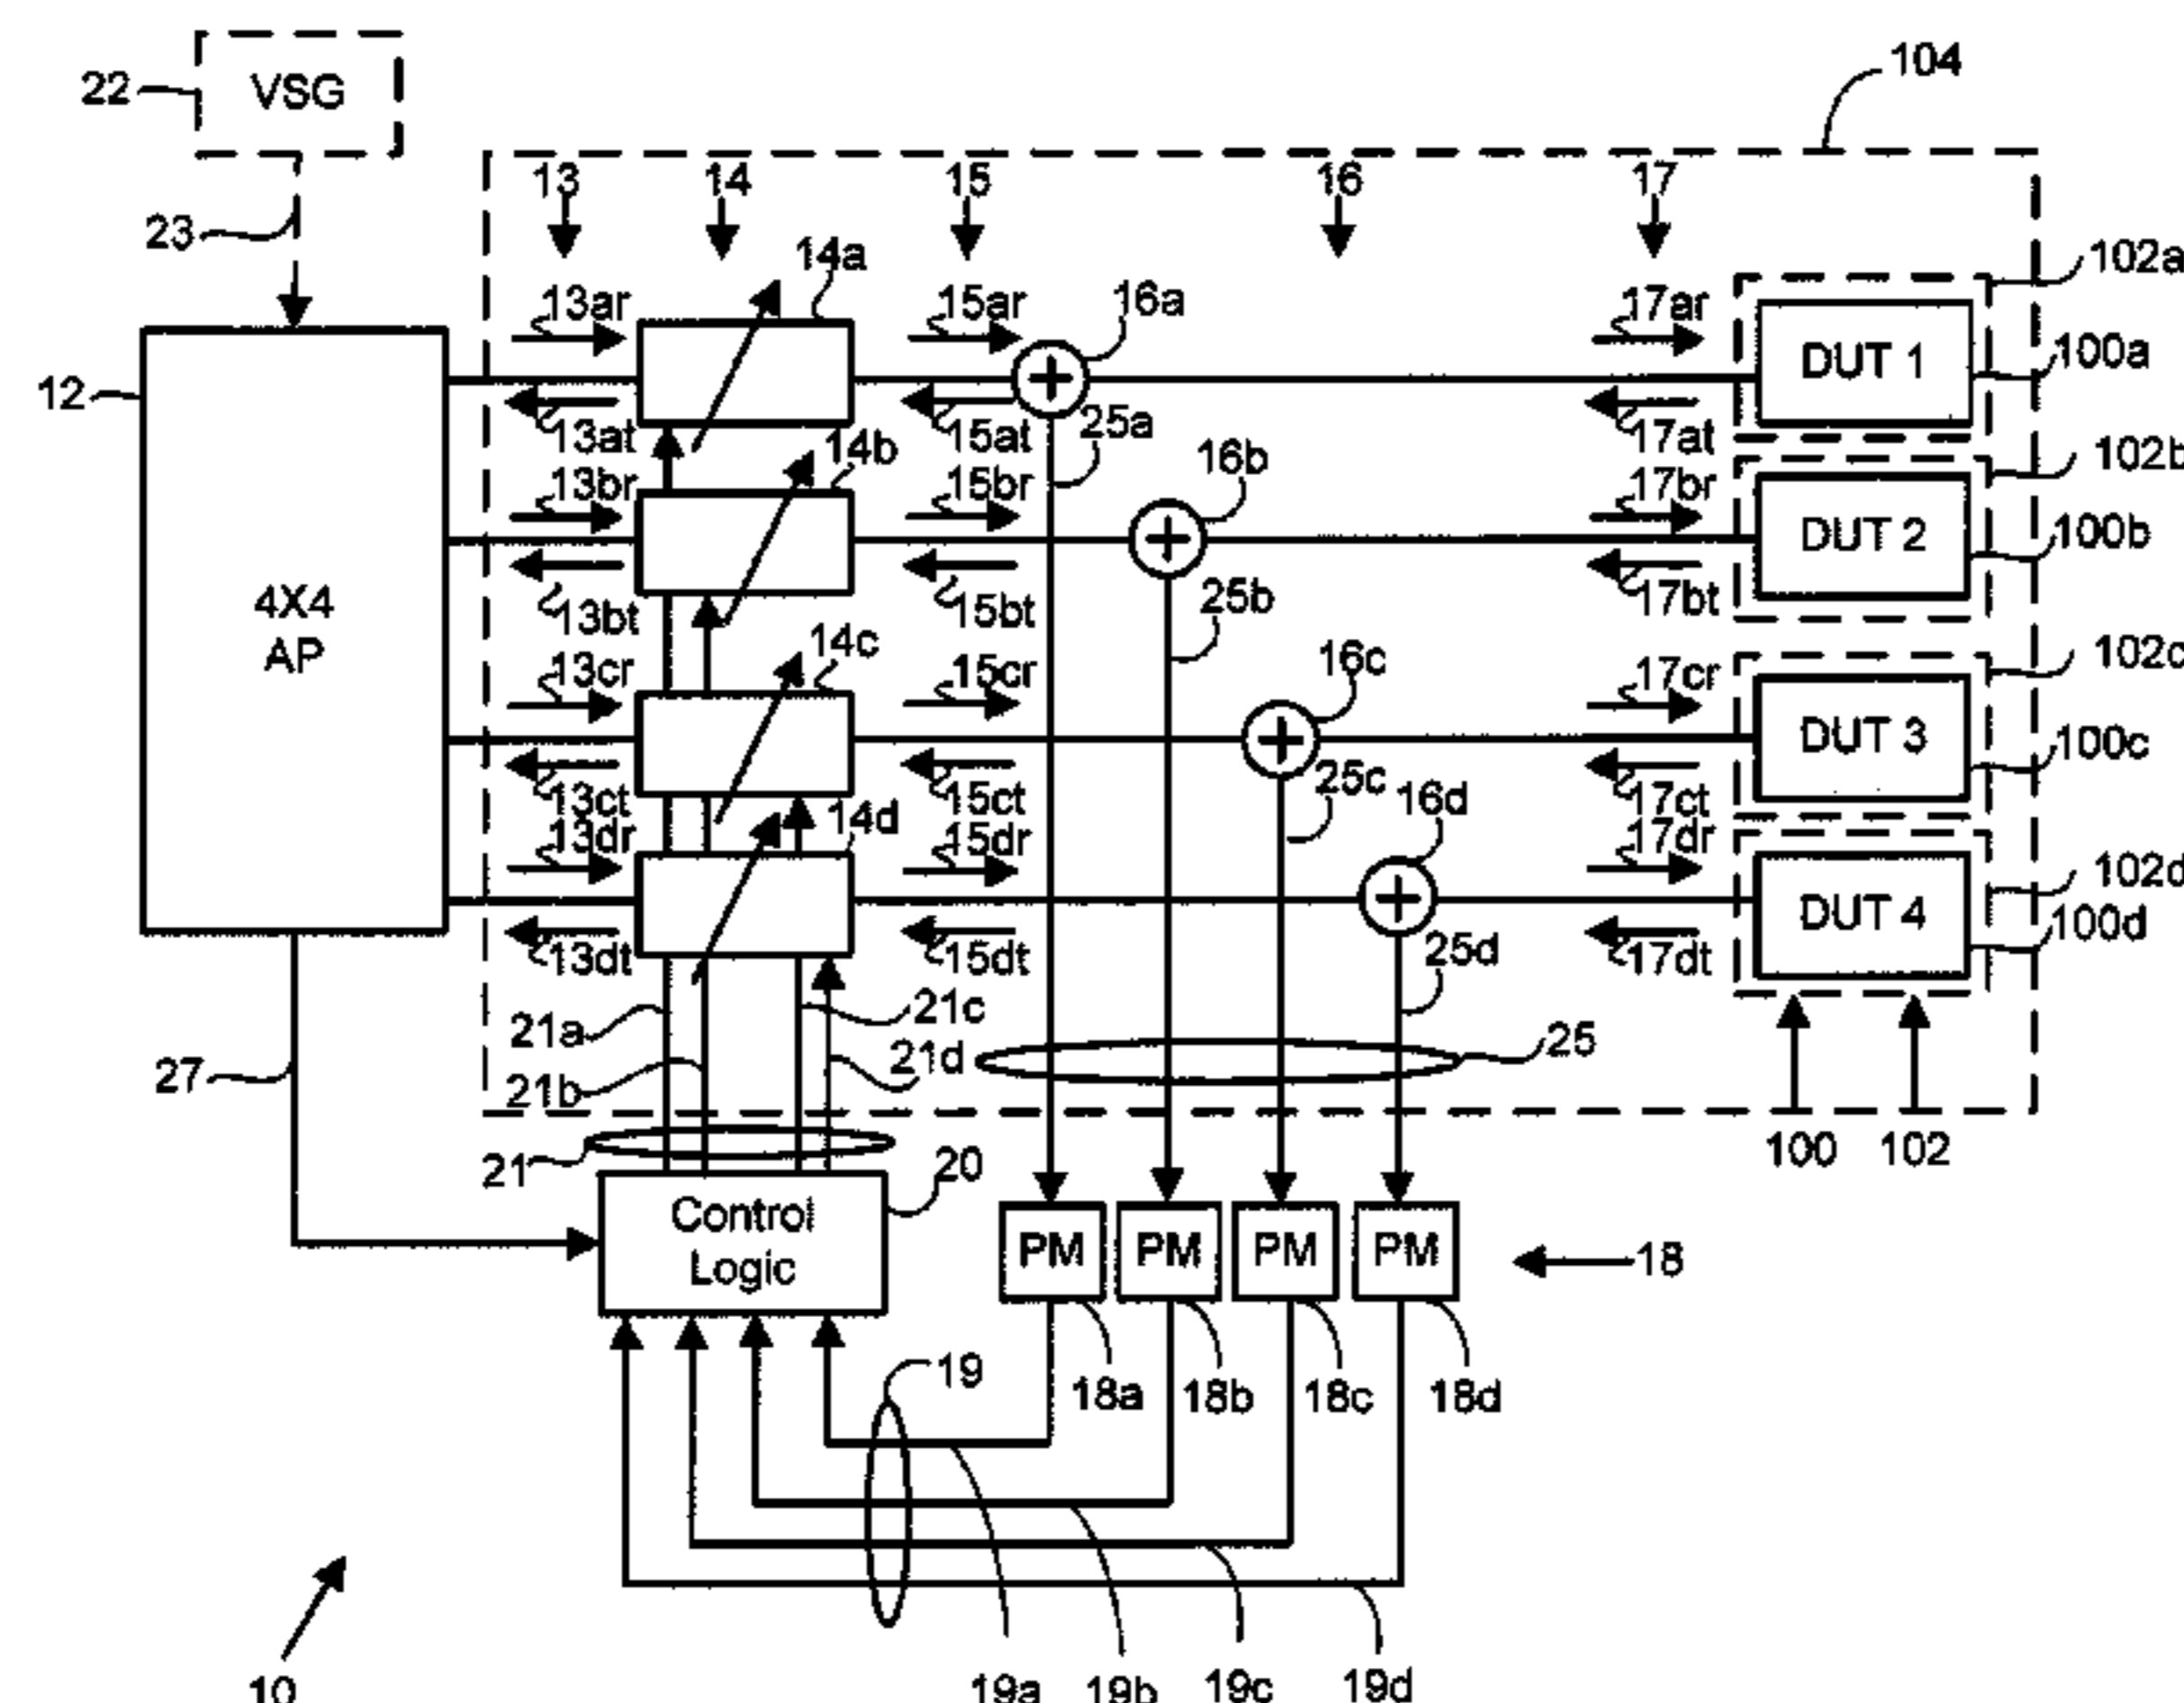 22
VSG
104
23
13
14
15
16
17
14a
102a
13ar
15ar
16a
17ar
12
DUT 1
100a
13at
15at
25a
17at
14b
16b
102b
13br
15br
17br
DUT 2
100b
4X4
AP
13bt
15bt
25b
17bt
14c
16c
102c
13cr
15cr
17cr
DUT 3
100c
13ct
15ct
25c
16d
17ct
14d
13dr
15dr
17dr
102d
DUT 4
100d
13dt
15dt
25d
17dt
21a
21c
25
27
21b
21d
100
102
21
20
Control
Logic
PM
PM
PM
PM
18
19
18a
18b
18c
18d
10
19a
19b
19c
19d